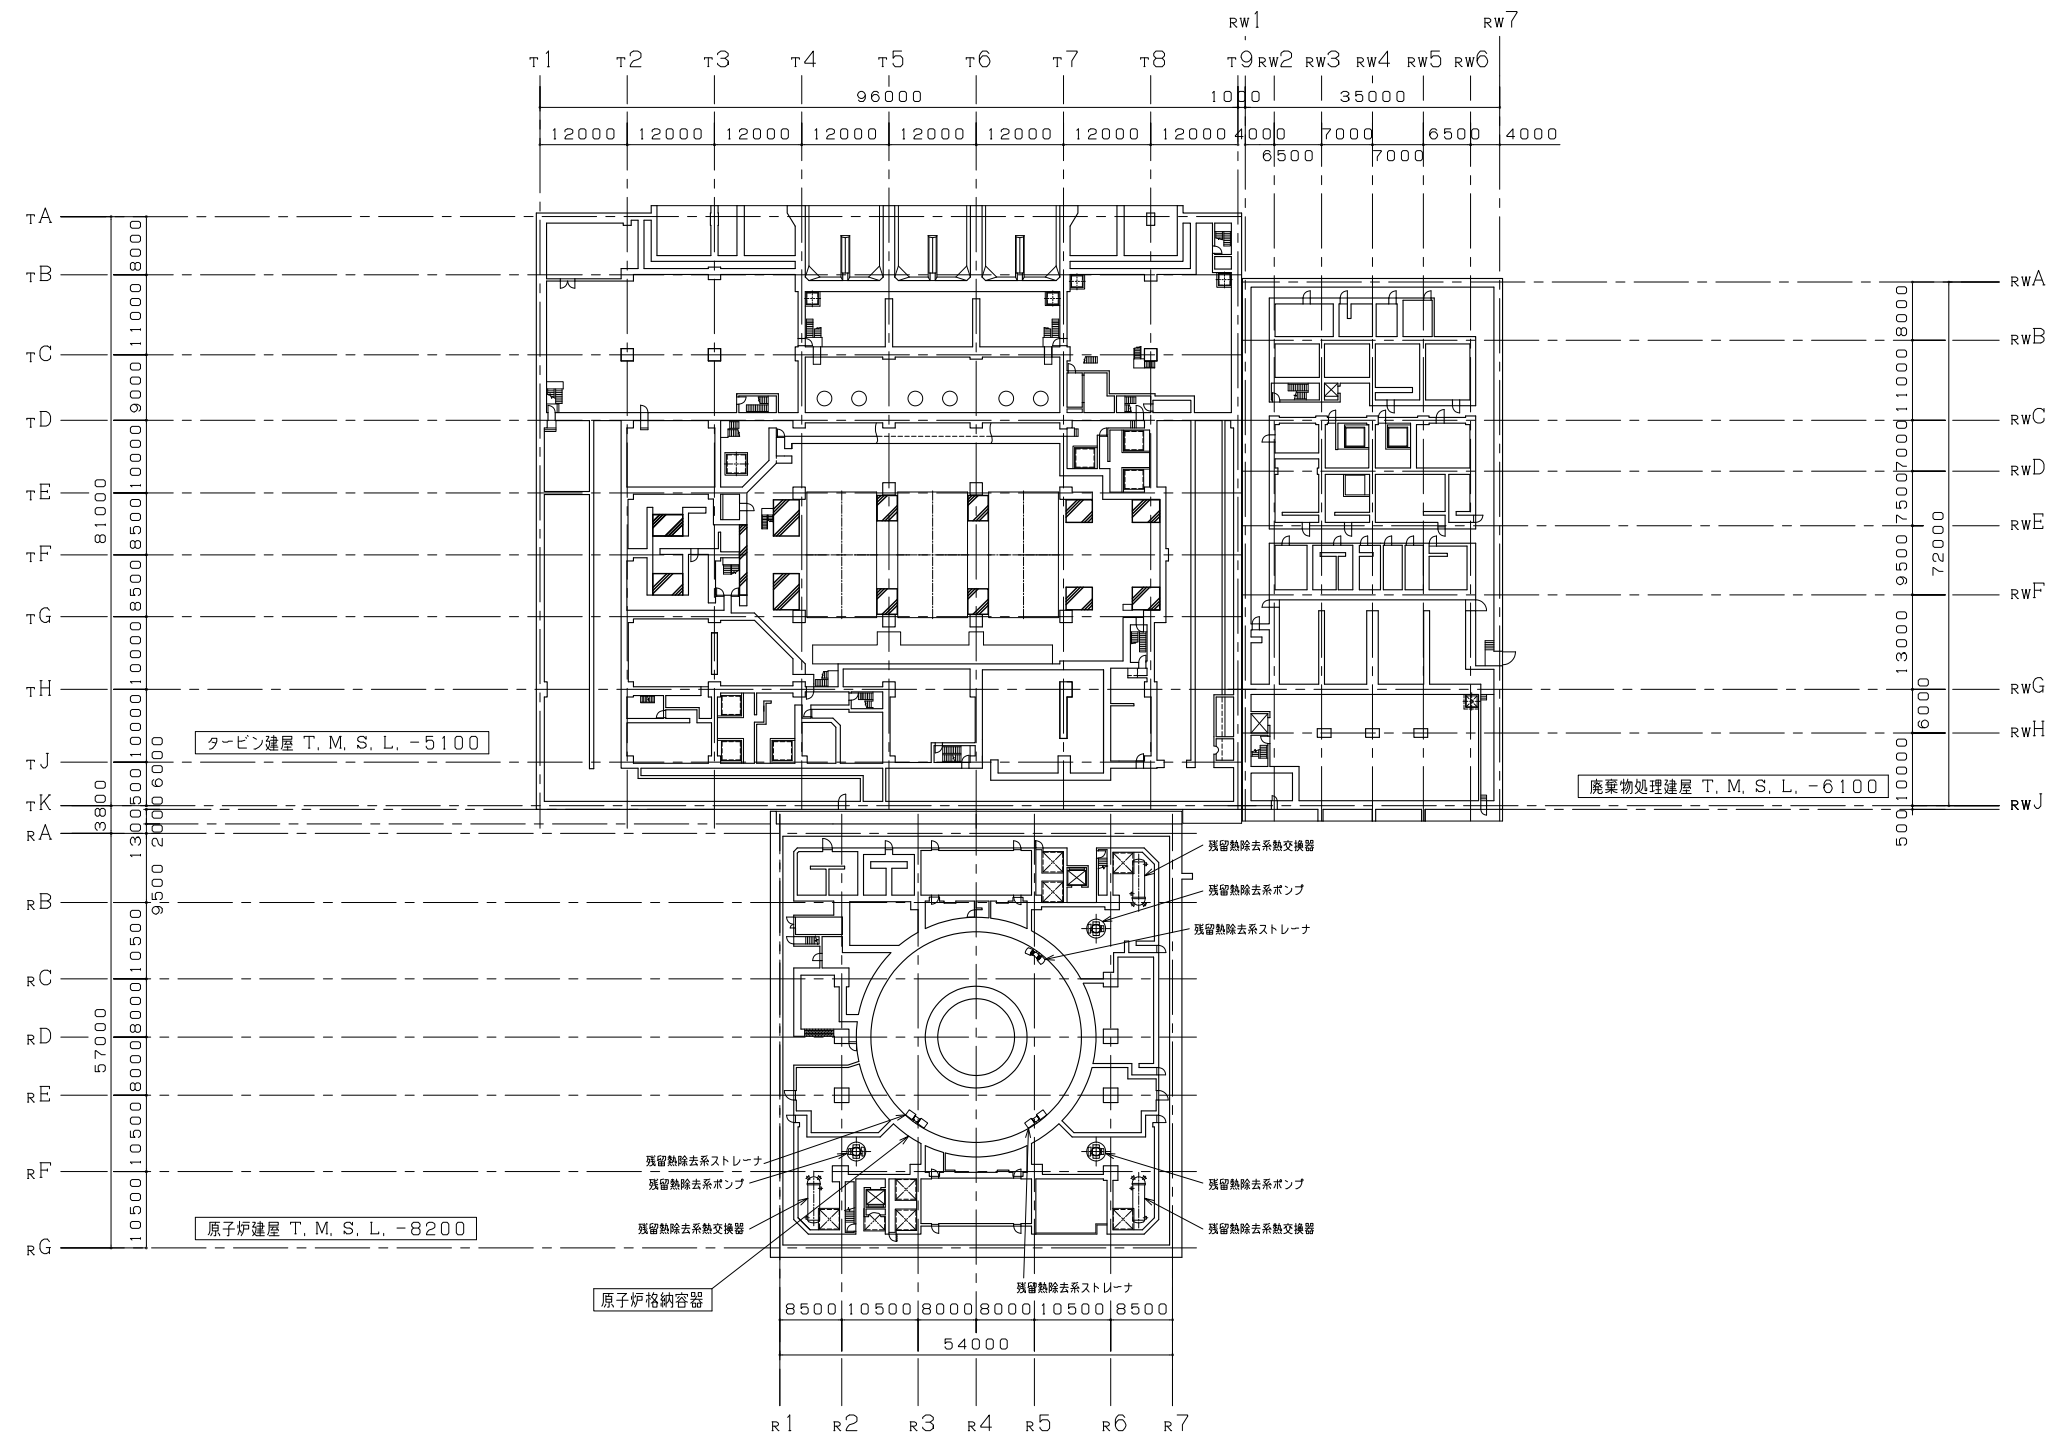 RW1 RW7
T1 T2 T3 T4 T5 T6 T7 T8 T9 RW2 RW3 RW4 RW5 RW6
96000 1000 35000
12000 12000 12000 12000 12000 12000 12000 12000 4000 7000 6500 4000
6500 7000
TA
TB
TC
TD
TE
TF
TG
TH
TJ
TK
RA
RB
RC
RD
RE
RF
RG
81000
3800
57000
8000
11000
9000
10000
8500
8500
10000
10000
6000
500
2000
1300
9500
10500
8000
8000
10500
10500
RWA
RWB
RWC
RWD
RWE
RWF
RWG
RWH
RWJ
8000
11000
7000
7500
9500
13000
6000
10000
500
72000
タービン建屋 T.M.S.L.-5100
廃棄物処理建屋 T.M.S.L.-6100
残留熱除去系熱交換器
残留熱除去系ポンプ
残留熱除去系ストレーナ
残留熱除去系ストレーナ
残留熱除去系ポンプ
残留熱除去系ポンプ
残留熱除去系熱交換器
残留熱除去系熱交換器
原子炉建屋 T.M.S.L.-8200
残留熱除去系ストレーナ
原子炉格納容器
8500 10500 8000 8000 10500 8500
54000
R1 R2 R3 R4 R5 R6 R7